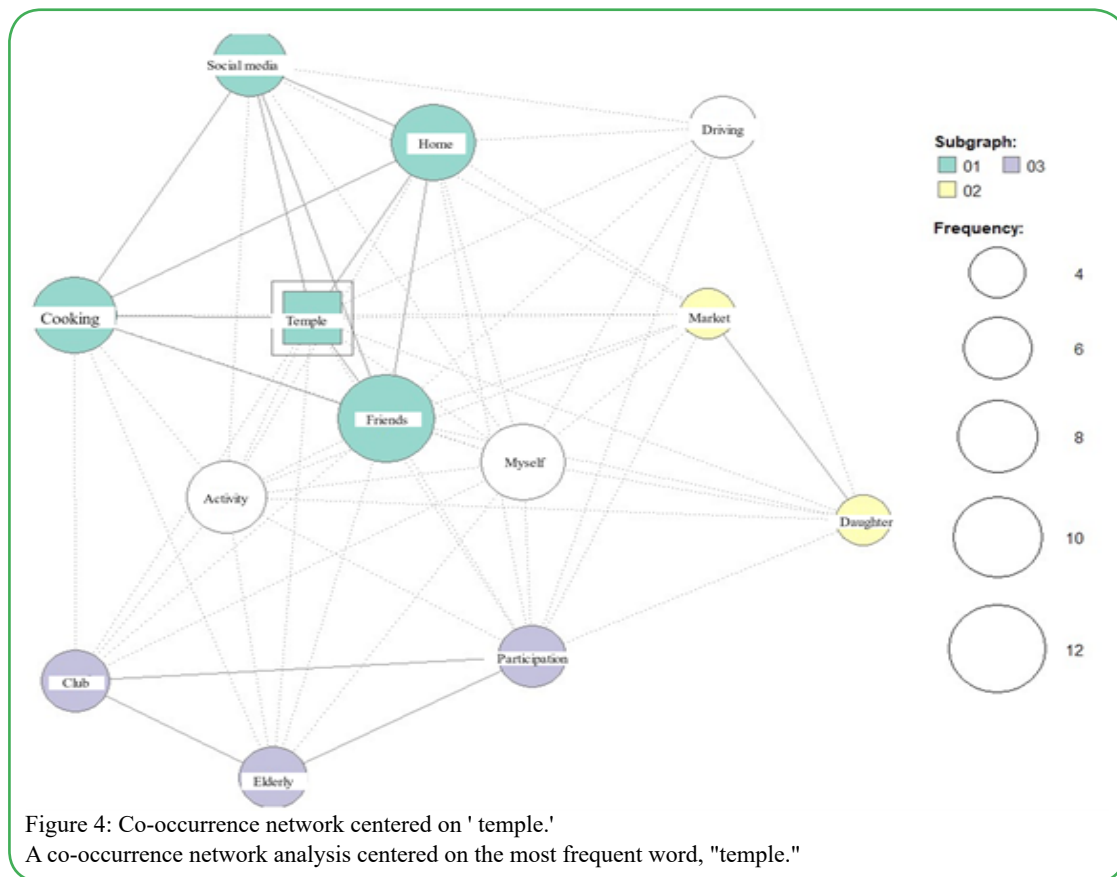 Social media
Home
Driving
Cooking
Temple
Market
Friends
Myself
Activity
Daughter
Participation
Club
Elderly
Subgraph:
01 03
02
Frequency:
4
6
8
10
12
Figure 4: Co-occurrence network centered on ' temple.'
A co-occurrence network analysis centered on the most frequent word, "temple."